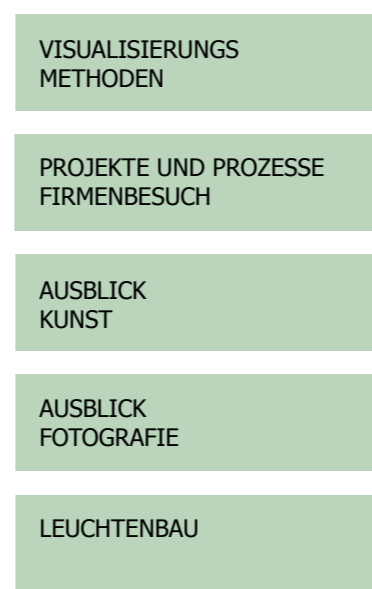 VISUALISIERUNGS
METHODEN
PROJEKTE UND PROZESSE
FIRMENBESUCH
AUSBLICK
KUNST
AUSBLICK
FOTOGRAFIE
LEUCHTENBAU